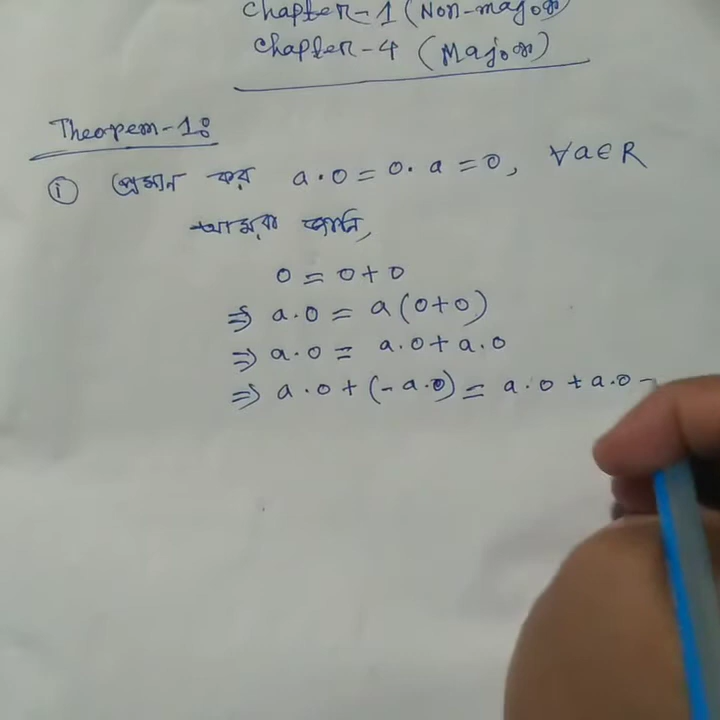 Chapter-1 (Non-major)
Chapter-4 (Major)
Theorem-1:
(i) প্রমান কর a·0 = 0·a = 0, ∀a∈R
আমরা জানি,
0 = 0+0
⇒ a·0 = a(0+0)
⇒ a·0 = a·0+a·0
⇒ a·0+(-a·0) = a·0+a·0-